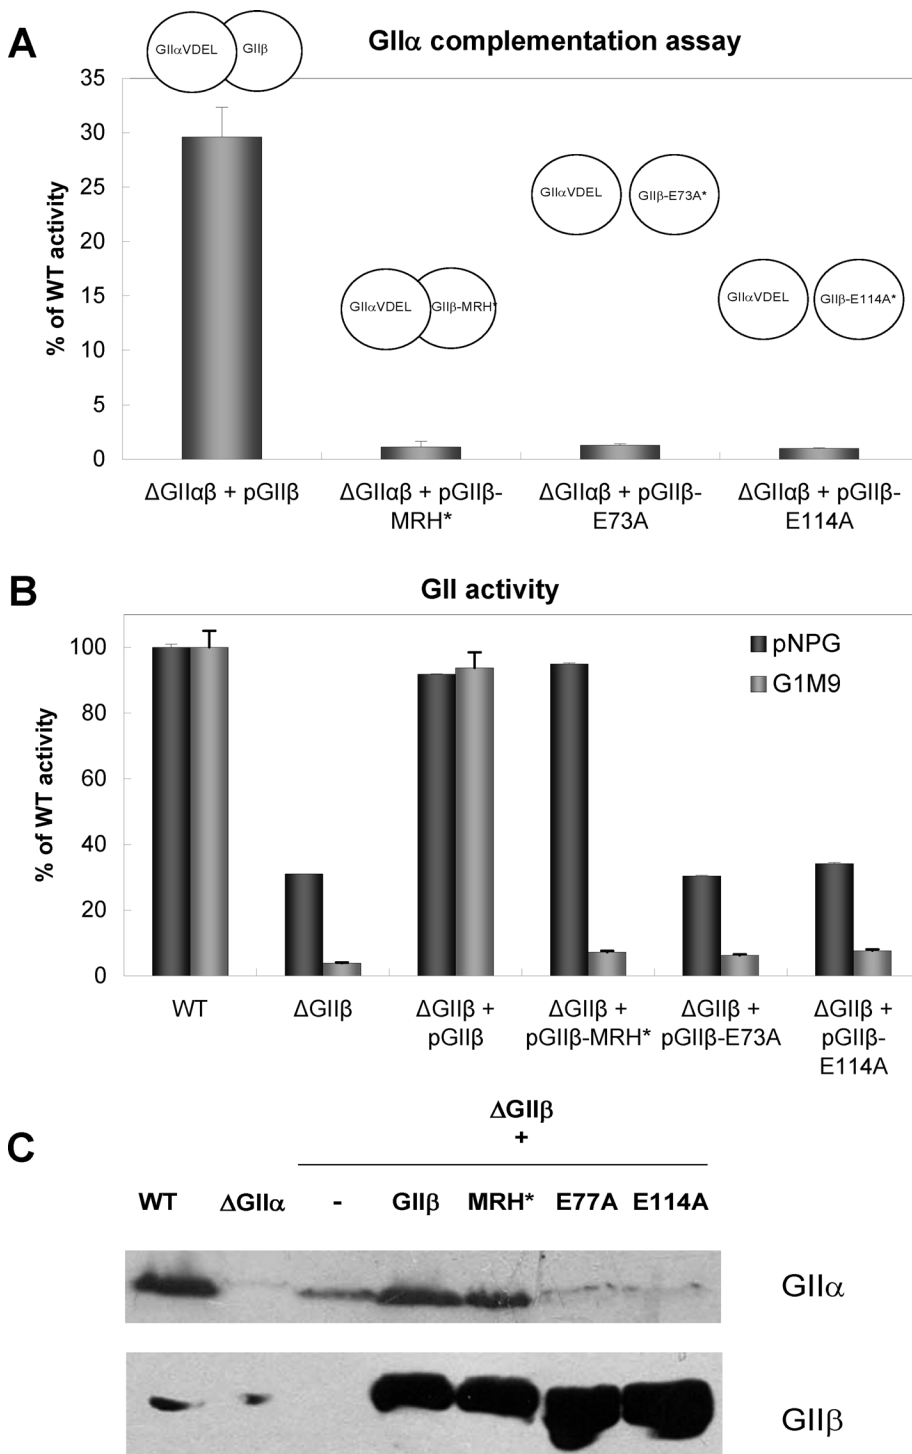 A
GIIα complementation assay
GIIαVDEL
GIIβ
35
30
25
20
15
10
5
0
% of WT activity
GIIαVDEL
GIIβ-MRH*
GIIαVDEL
GIIβ-E73A*
GIIαVDEL
GIIβ-E114A*
ΔGIIαβ + pGIIβ
ΔGIIαβ + pGIIβ-
MRH*
ΔGIIαβ + pGIIβ-
E73A
ΔGIIαβ + pGIIβ-
E114A
B
GII activity
100
80
60
40
20
0
% of WT activity
pNPG
G1M9
WT
ΔGIIβ
ΔGIIβ +
pGIIβ
ΔGIIβ +
pGIIβ-MRH*
ΔGIIβ +
pGIIβ-E73A
ΔGIIβ +
pGIIβ-
E114A
C
ΔGIIβ
+
WT
ΔGIIα
-
GIIβ
MRH*
E77A
E114A
GIIα
GIIβ